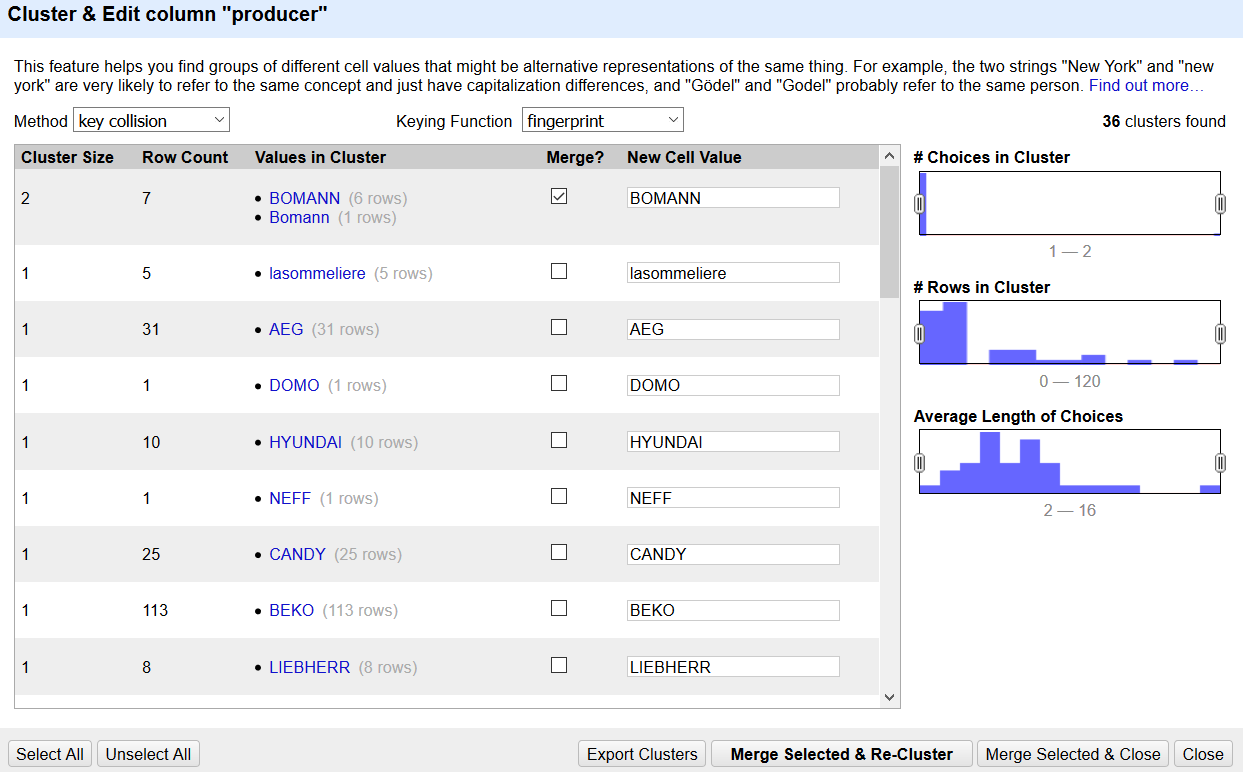 Cluster & Edit column "producer"
This feature helps you find groups of different cell values that might be alternative representations of the same thing. For example, the two strings "New York" and "new
york" are very likely to refer to the same concept and just have capitalization differences, and "Gödel" and "Godel" probably refer to the same person. Find out more…
Method key collision Keying Function fingerprint 36 clusters found
Cluster Size Row Count Values in Cluster Merge? New Cell Value
2 7 • BOMANN (6 rows) BOMANN
• Bomann (1 rows)
1 5 • lasommeliere (5 rows) lasommeliere
1 31 • AEG (31 rows) AEG
1 1 • DOMO (1 rows) DOMO
1 10 • HYUNDAI (10 rows) HYUNDAI
1 1 • NEFF (1 rows) NEFF
1 25 • CANDY (25 rows) CANDY
1 113 • BEKO (113 rows) BEKO
1 8 • LIEBHERR (8 rows) LIEBHERR
# Choices in Cluster
1 — 2
# Rows in Cluster
0 — 120
Average Length of Choices
2 — 16
Select All Unselect All Export Clusters Merge Selected & Re-Cluster Merge Selected & Close Close